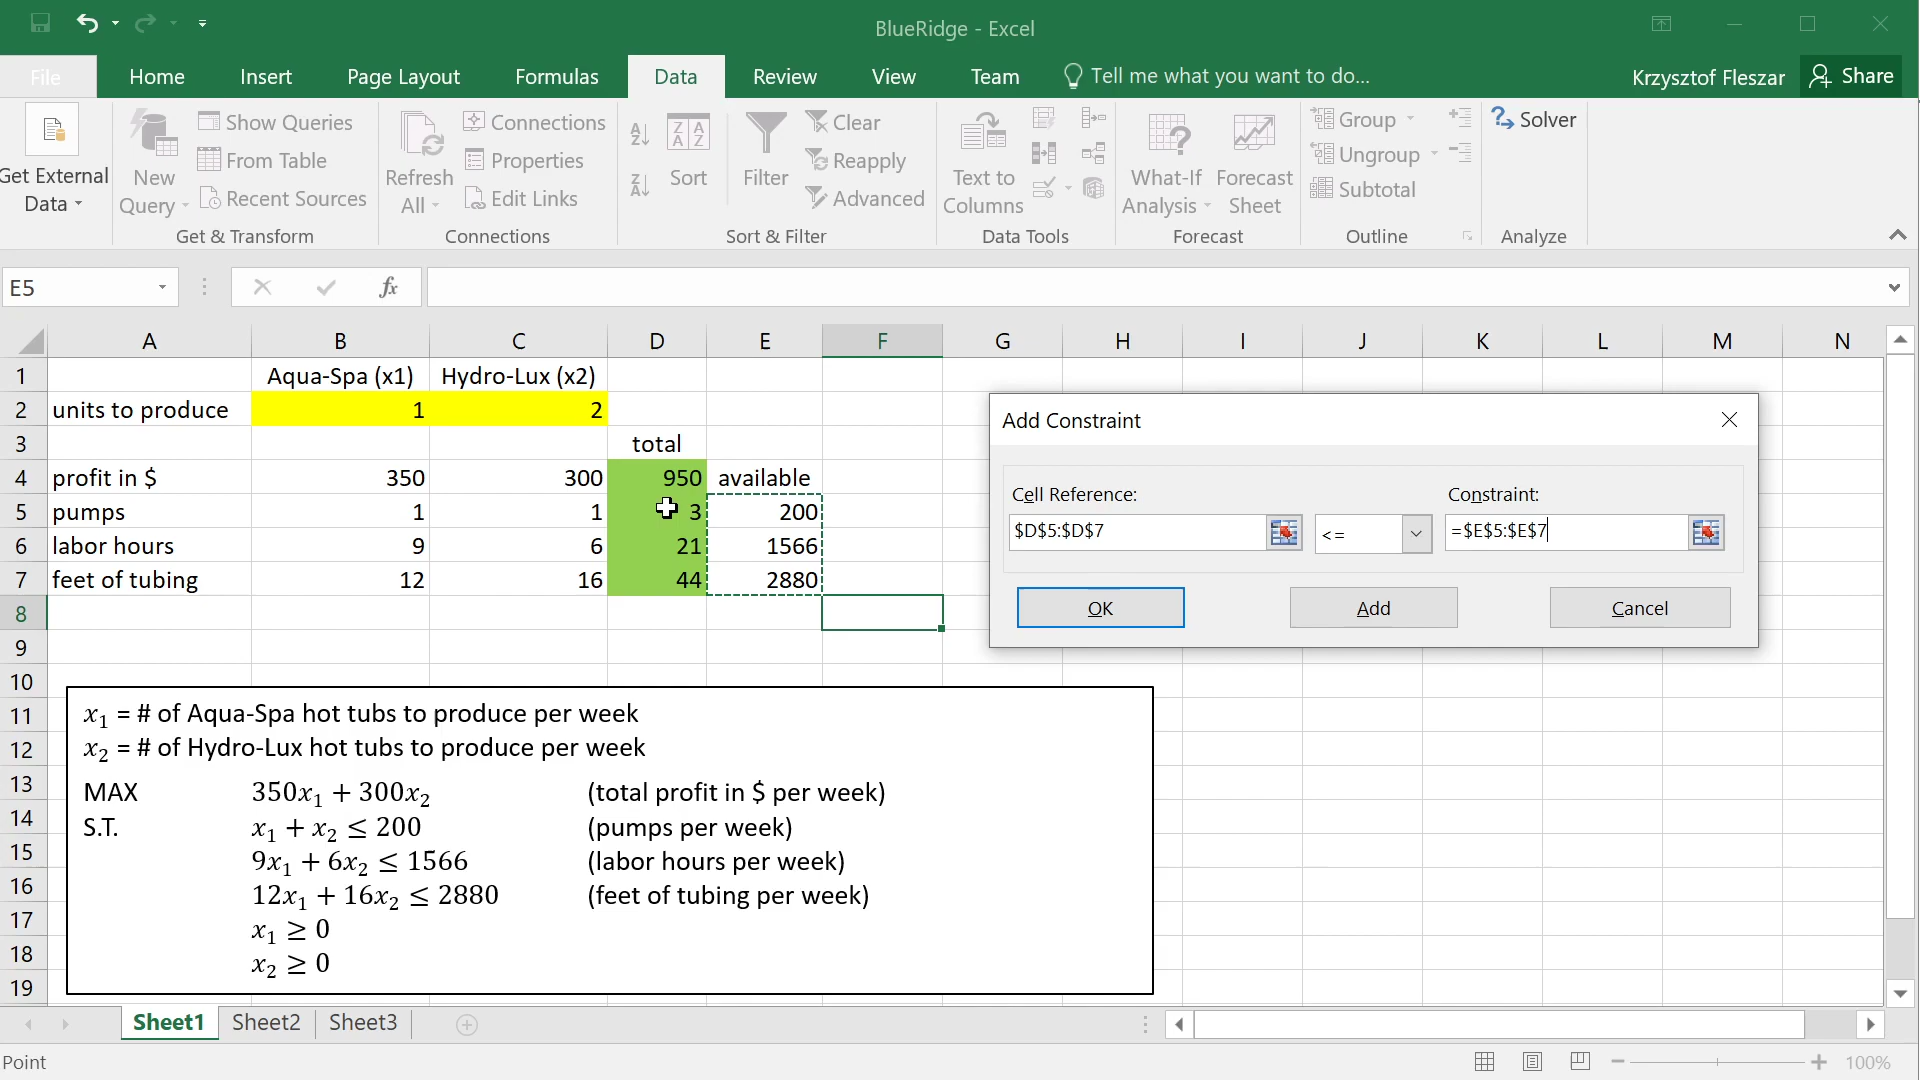 BlueRidge - Excel
File Home Insert Page Layout Formulas Data Review View Team Tell me what you want to do... Krzysztof Fleszar Share
Get External Data
New Query
Show Queries
From Table
Recent Sources
Get & Transform
Refresh All
Connections
Properties
Edit Links
Connections
Sort
Filter
Clear
Reapply
Advanced
Sort & Filter
Text to Columns
Data Tools
What-If Analysis
Forecast Sheet
Forecast
Group
Ungroup
Subtotal
Outline
Solver
Analyze
E5 fx
A B C D E F G H I J K L M N
1 Aqua-Spa (x1) Hydro-Lux (x2)
2 units to produce 1 2
3 total
4 profit in $ 350 300 950 available
5 pumps 1 1 3 200
6 labor hours 9 6 21 1566
7 feet of tubing 12 16 44 2880
8
9
10
11
12
13
14
15
16
17
18
19
Add Constraint
Cell Reference: Constraint:
$D$5:$D$7 <= =$E$5:$E$7
OK Add Cancel
x₁ = # of Aqua-Spa hot tubs to produce per week
x₂ = # of Hydro-Lux hot tubs to produce per week
MAX 350x₁ + 300x₂ (total profit in $ per week)
S.T. x₁ + x₂ ≤ 200 (pumps per week)
9x₁ + 6x₂ ≤ 1566 (labor hours per week)
12x₁ + 16x₂ ≤ 2880 (feet of tubing per week)
x₁ ≥ 0
x₂ ≥ 0
Sheet1 Sheet2 Sheet3
Point 100%